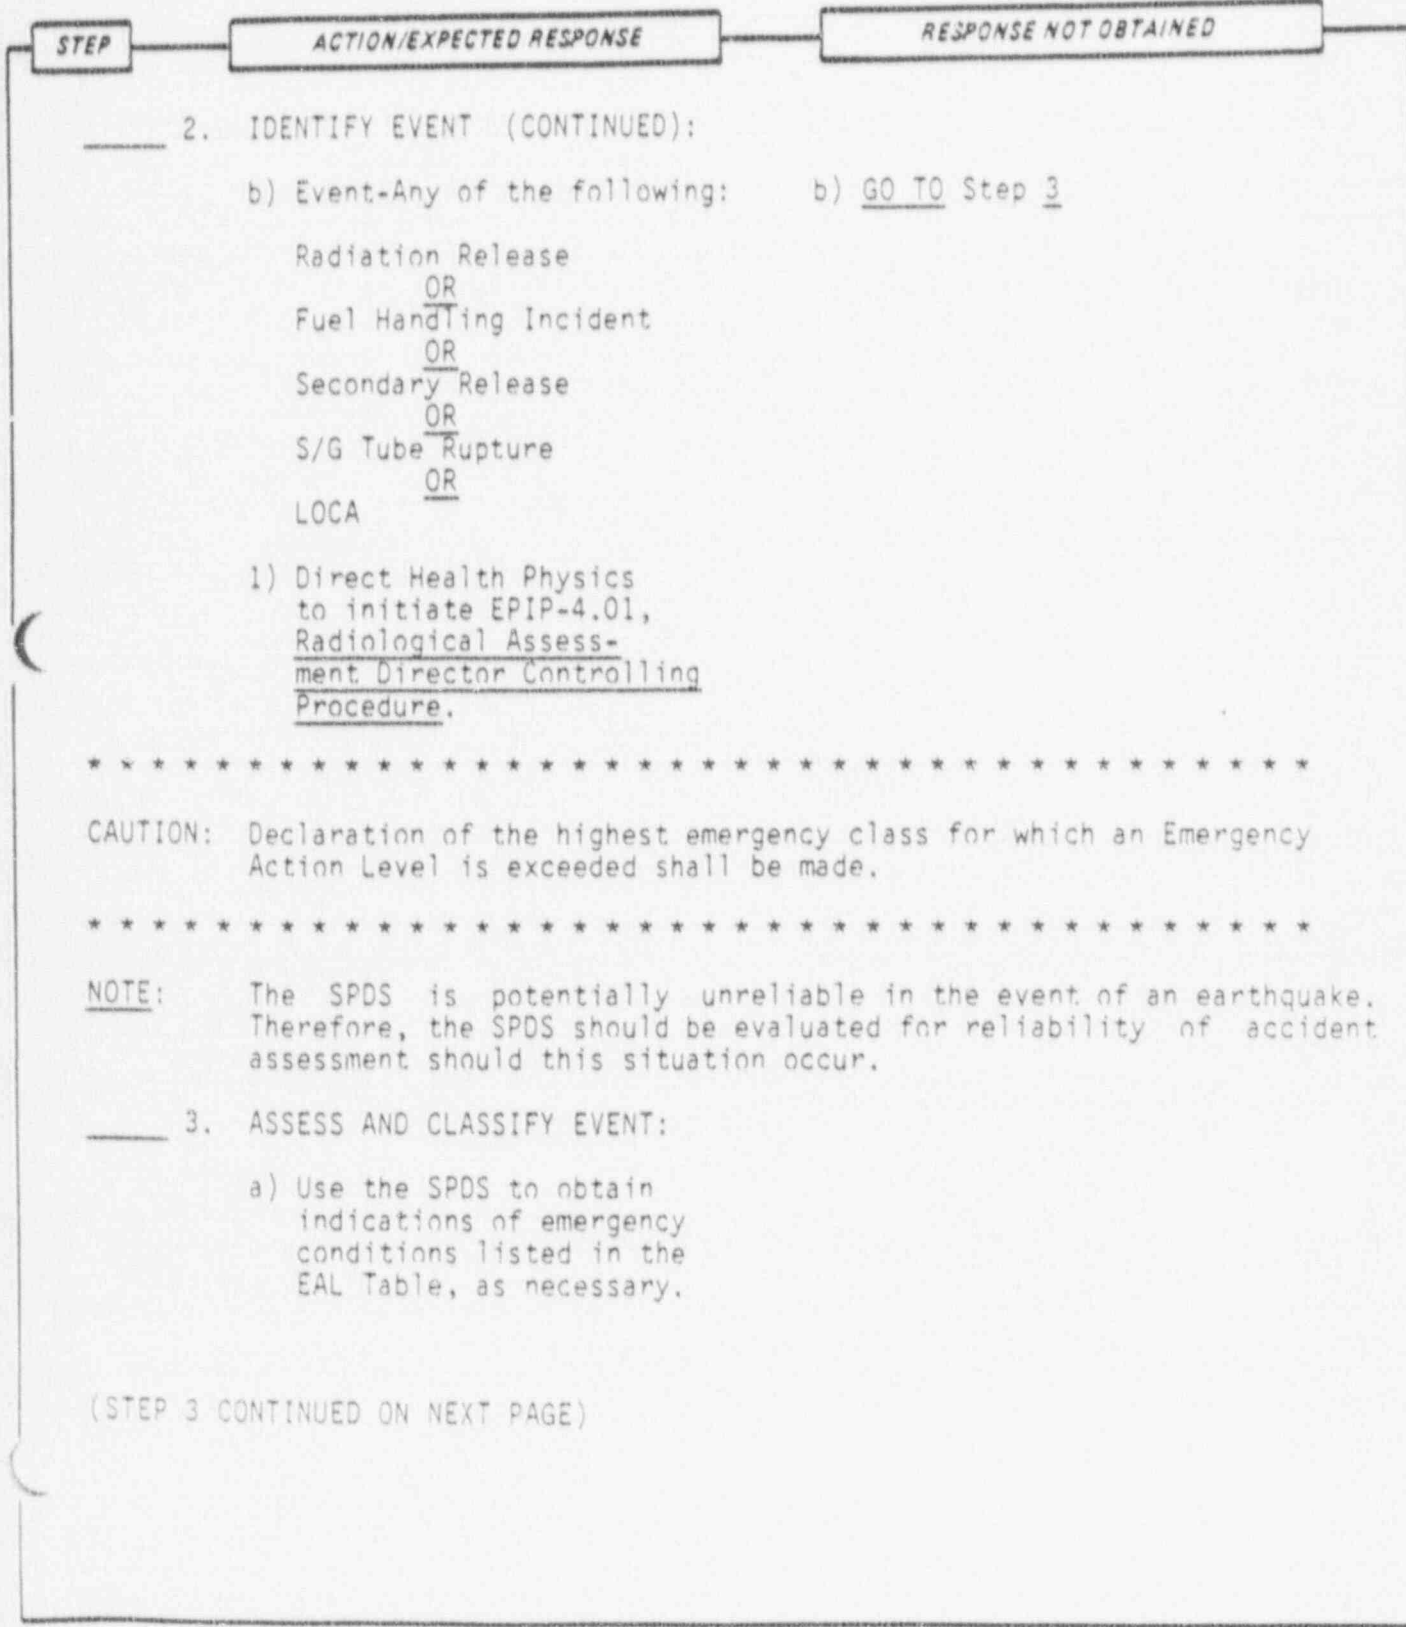 STEP ACTION/EXPECTED RESPONSE RESPONSE NOT OBTAINED
2. IDENTIFY EVENT (CONTINUED):
b) Event-Any of the following: b) GO TO Step 3
Radiation Release
OR
Fuel Handling Incident
OR
Secondary Release
OR
S/G Tube Rupture
OR
LOCA
1) Direct Health Physics
to initiate EPIP-4.01,
Radiological Assess-
ment Director Controlling
Procedure.
* * * * * * * * * * * * * * * * * * * * * * * * * * * * * * * * * * * * * *
CAUTION: Declaration of the highest emergency class for which an Emergency
Action Level is exceeded shall be made.
* * * * * * * * * * * * * * * * * * * * * * * * * * * * * * * * * * * * * *
NOTE: The SPDS is potentially unreliable in the event of an earthquake.
Therefore, the SPDS should be evaluated for reliability of accident
assessment should this situation occur.
3. ASSESS AND CLASSIFY EVENT:
a) Use the SPDS to obtain
indications of emergency
conditions listed in the
EAL Table, as necessary.
(STEP 3 CONTINUED ON NEXT PAGE)